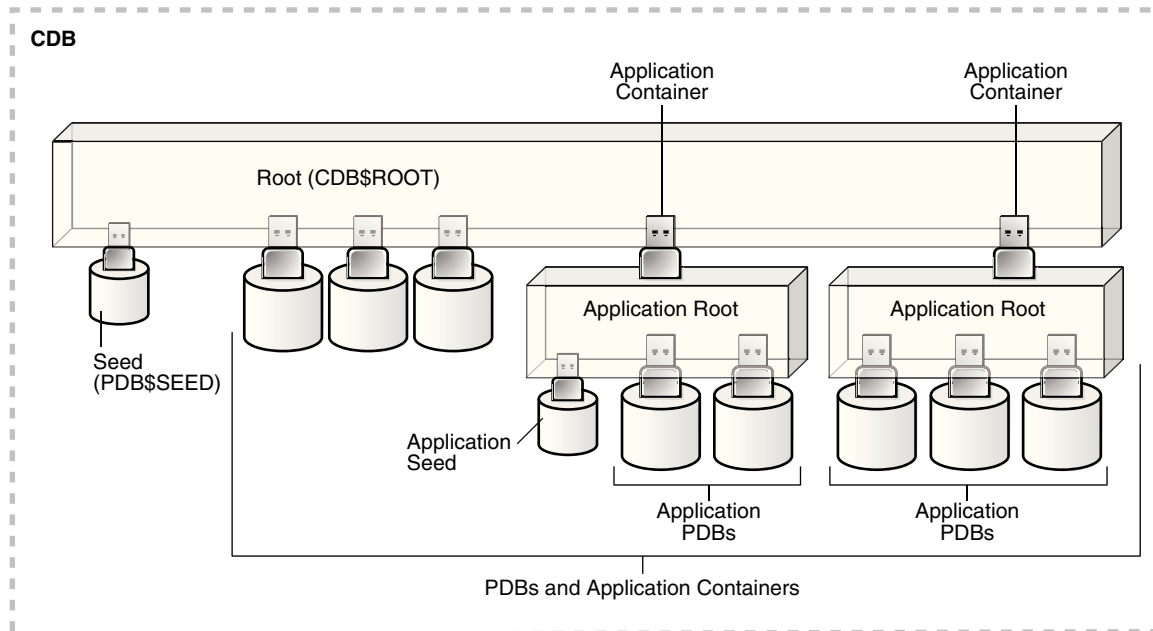 CDB
Application
Container
Application
Container
Root (CDB$ROOT)
Application Root
Application Root
Seed
(PDB$SEED)
Application
Seed
Application
PDBs
Application
PDBs
PDBs and Application Containers